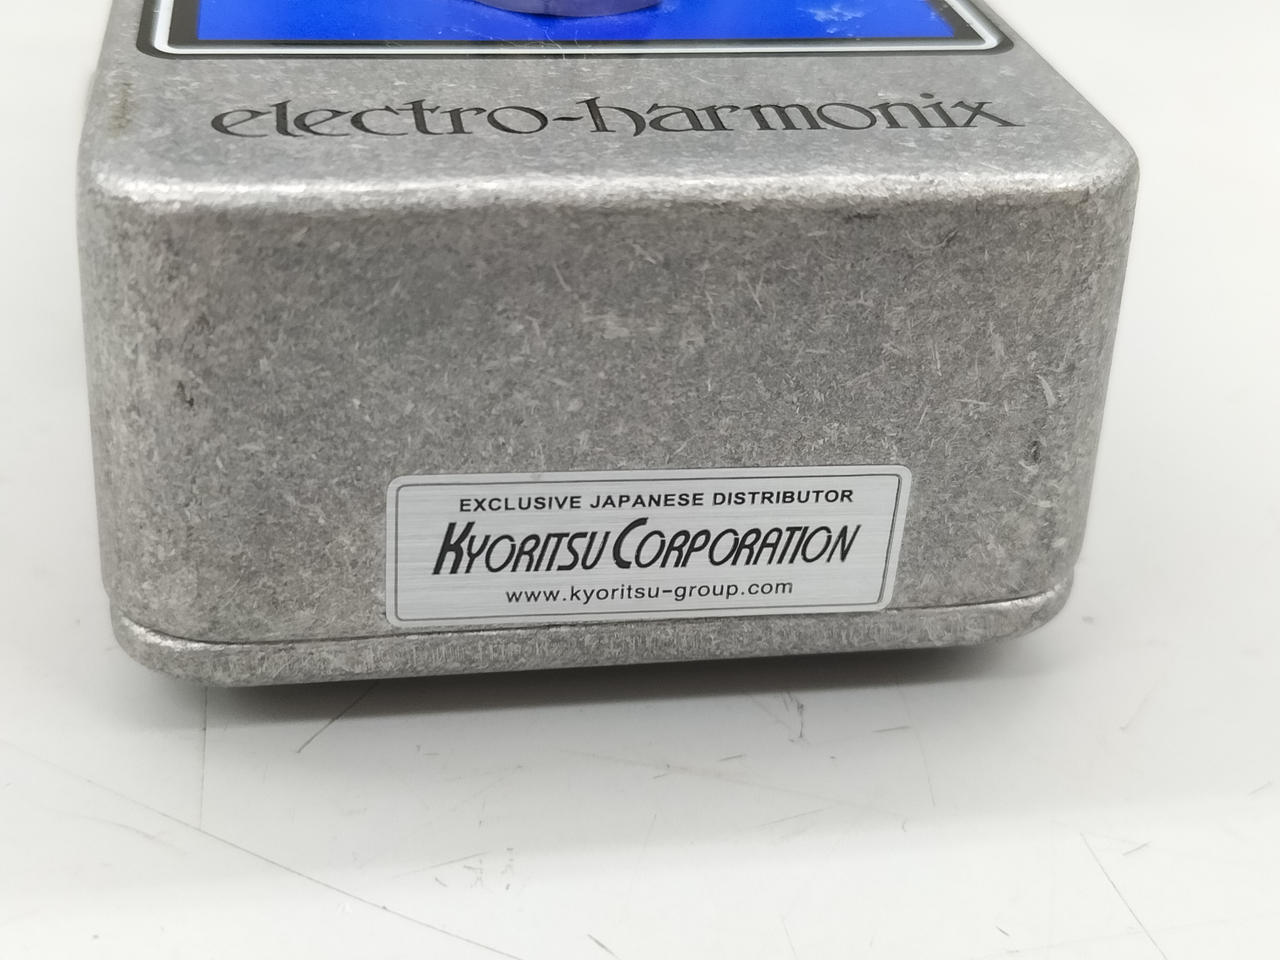 electro-harmonix
EXCLUSIVE JAPANESE DISTRIBUTOR
KYORITSU CORPORATION
www.kyoritsu-group.com